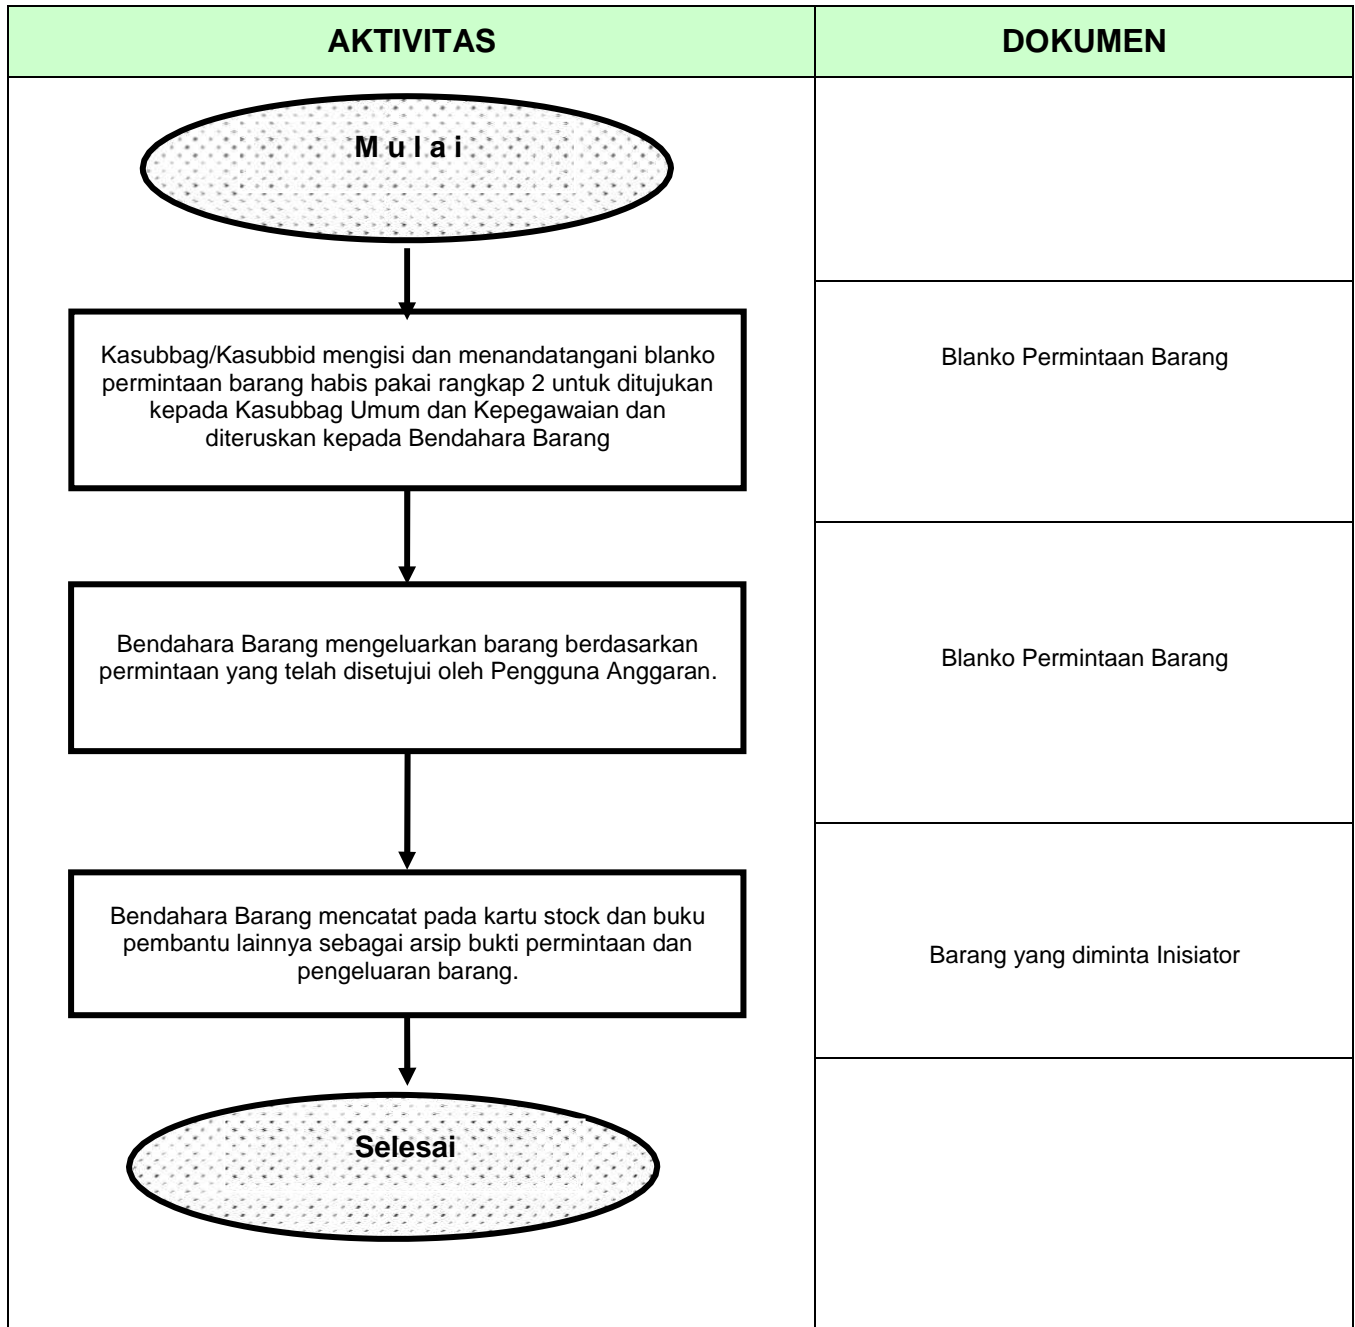 AKTIVITAS
DOKUMEN
M u l a i
Kasubbag/Kasubbid mengisi dan menandatangani blanko
permintaan barang habis pakai rangkap 2 untuk ditujukan
kepada Kasubbag Umum dan Kepegawaian dan
diteruskan kepada Bendahara Barang
Blanko Permintaan Barang
Bendahara Barang mengeluarkan barang berdasarkan
permintaan yang telah disetujui oleh Pengguna Anggaran.
Blanko Permintaan Barang
Bendahara Barang mencatat pada kartu stock dan buku
pembantu lainnya sebagai arsip bukti permintaan dan
pengeluaran barang.
Barang yang diminta Inisiator
Selesai